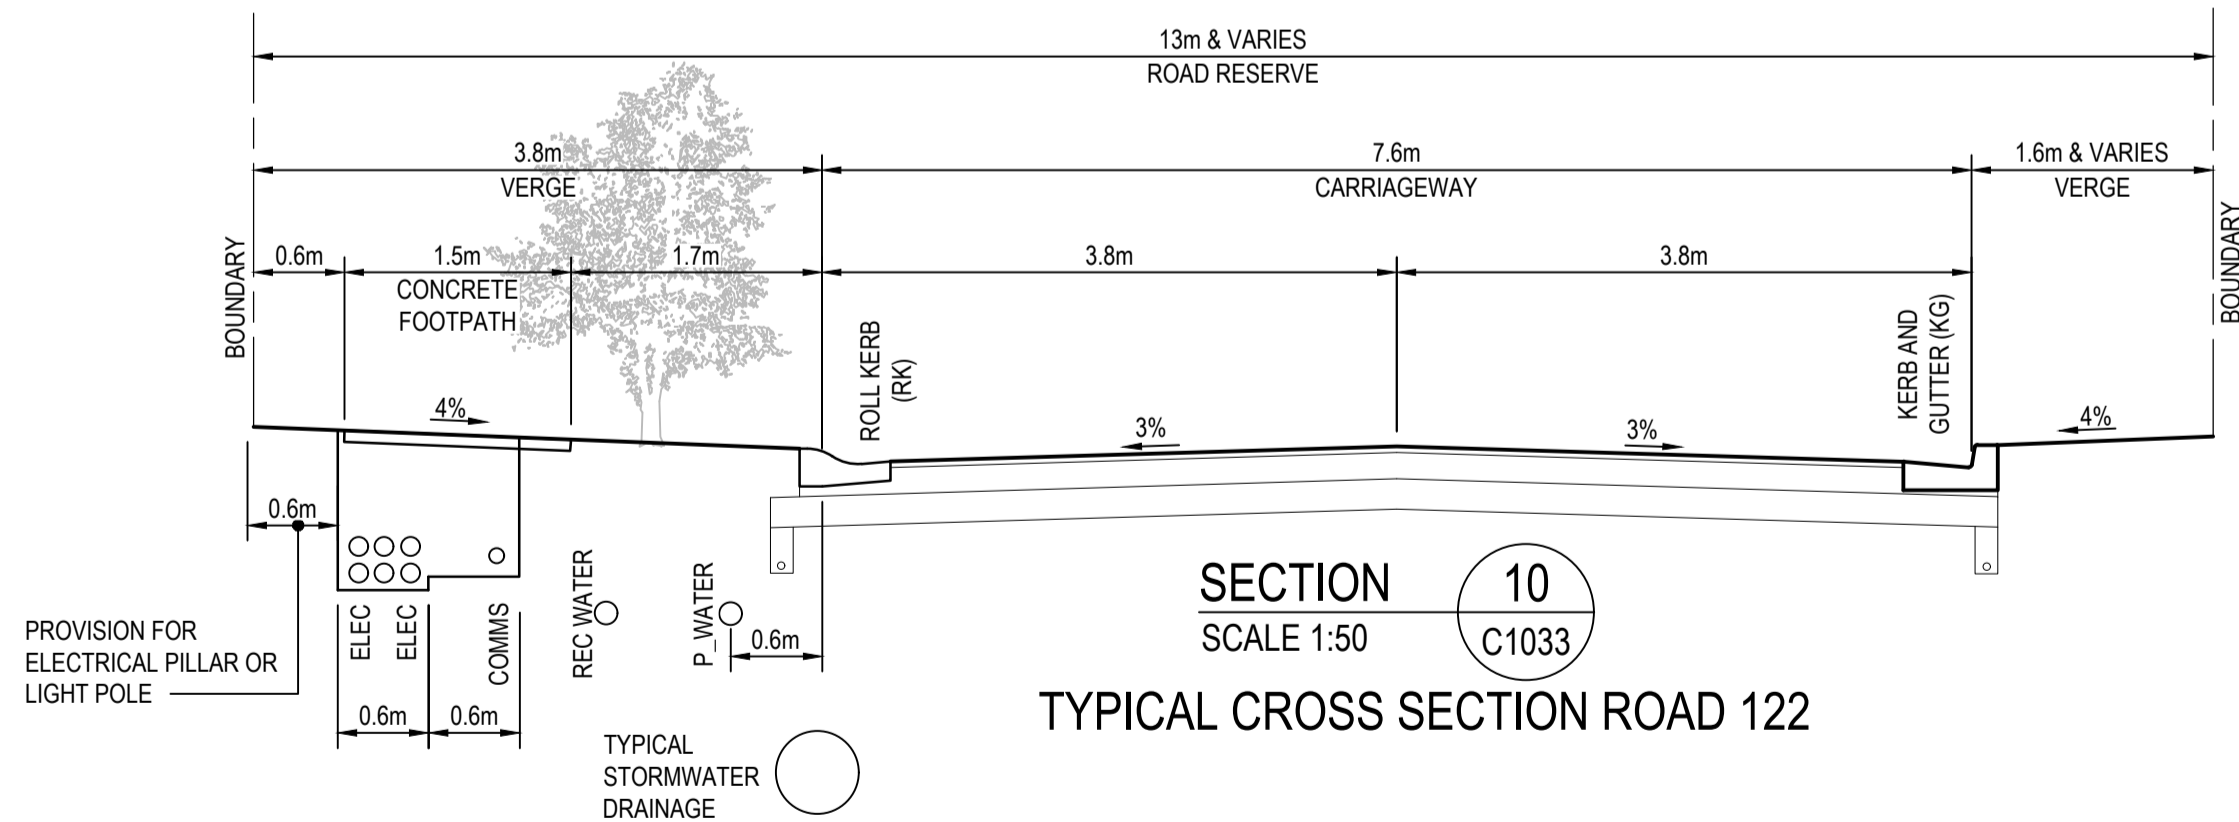 13m & VARIES
ROAD RESERVE
3.8m
VERGE
7.6m
CARRIAGEWAY
1.6m & VARIES
VERGE
BOUNDARY
0.6m
1.5m
CONCRETE
FOOTPATH
1.7m
3.8m
3.8m
BOUNDARY
ROLL KERB
(RK)
KERB AND
GUTTER (KG)
4%
3%
3%
4%
0.6m
PROVISION FOR
ELECTRICAL PILLAR OR
LIGHT POLE
ELEC
ELEC
COMMS
REC WATER
P_WATER
0.6m
0.6m
0.6m
TYPICAL
STORMWATER
DRAINAGE
SECTION
SCALE 1:50
10
C1033
TYPICAL CROSS SECTION ROAD 122